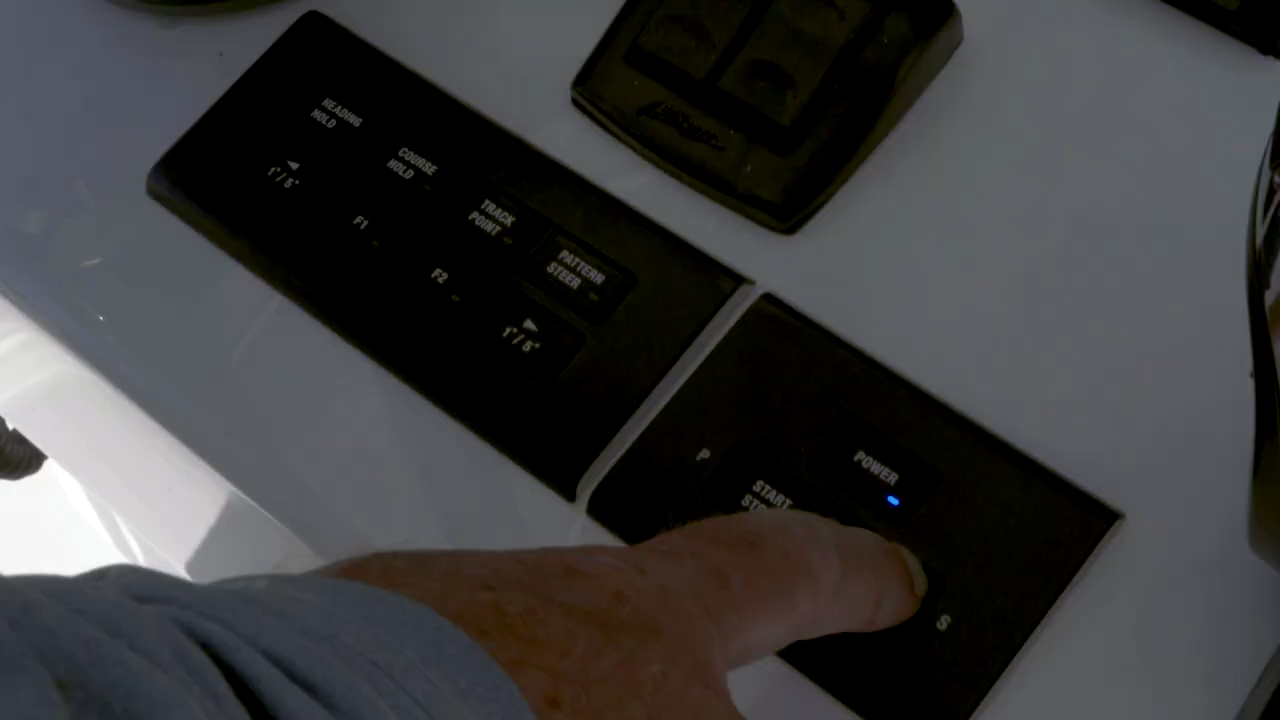 HEADING
HOLD
COURSE
HOLD
TRACK
POINT
PATTERN
STEER
1°/5°
F1
F2
1°/5°
P
POWER
START
S